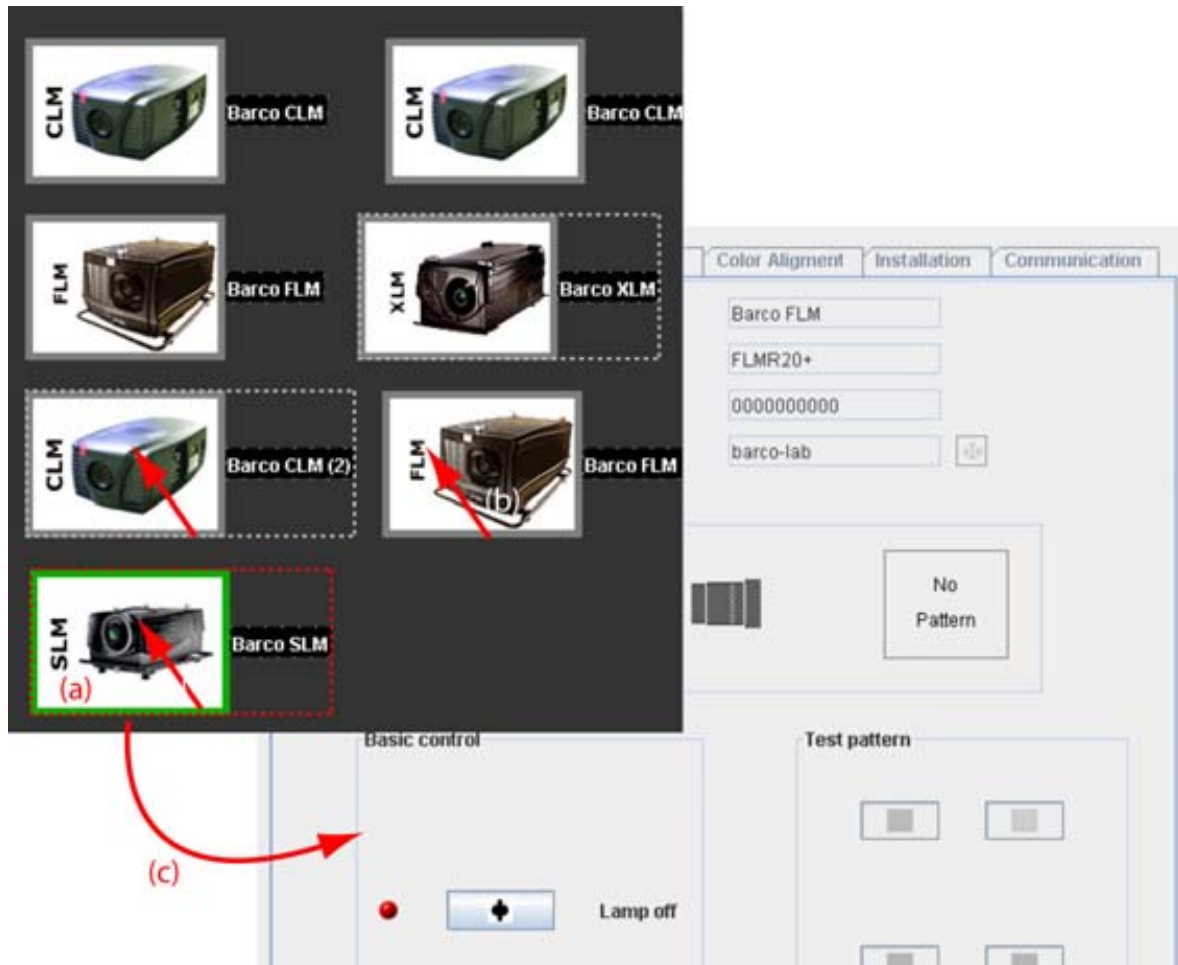 CLM
Barco CLM
CLM
Barco CLM
FLM
Barco FLM
XLM
Barco XLM
CLM
Barco CLM (2)
FLM
Barco FLM
(b)
SLM
Barco SLM
(a)
(c)
Color Aligment
Installation
Communication
Barco FLM
FLMR20+
0000000000
barco-lab
No
Pattern
Basic control
Test pattern
Lamp off